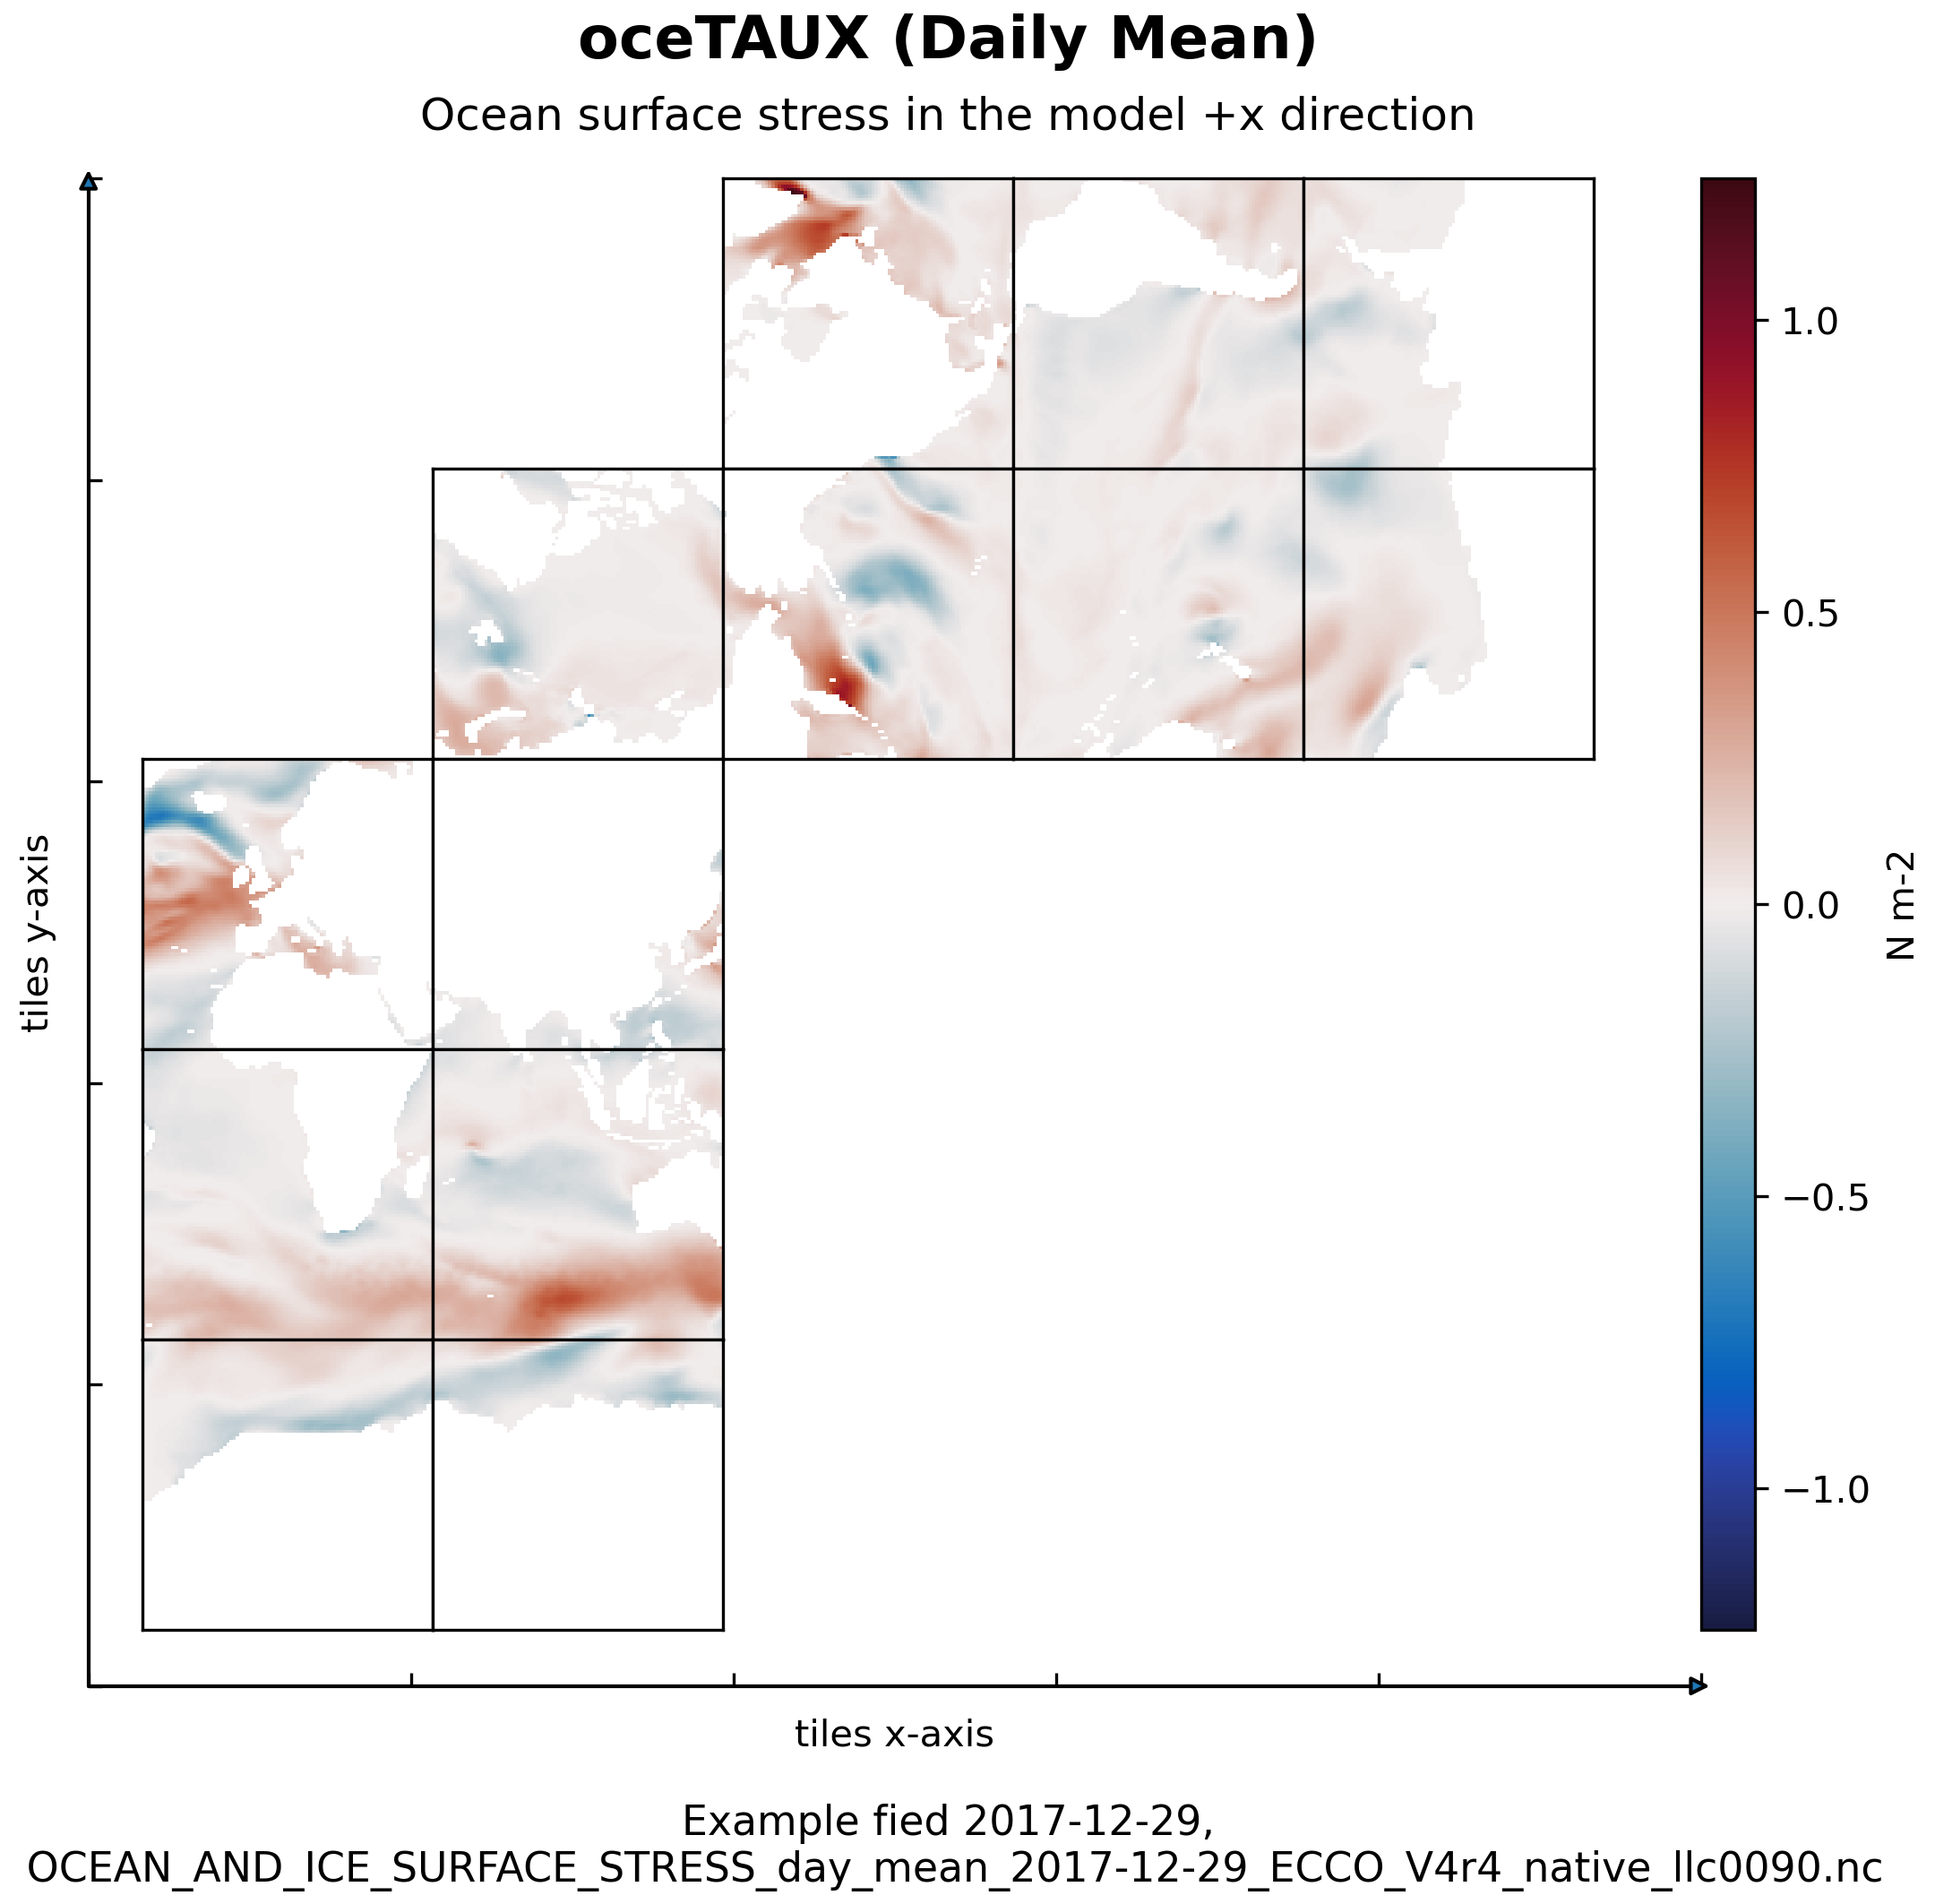 oceTAUX (Daily Mean)
Ocean surface stress in the model +x direction
tiles y-axis
1.0
0.5
0.0
−0.5
−1.0
N m-2
tiles x-axis
Example fied 2017-12-29,
OCEAN_AND_ICE_SURFACE_STRESS_day_mean_2017-12-29_ECCO_V4r4_native_llc0090.nc